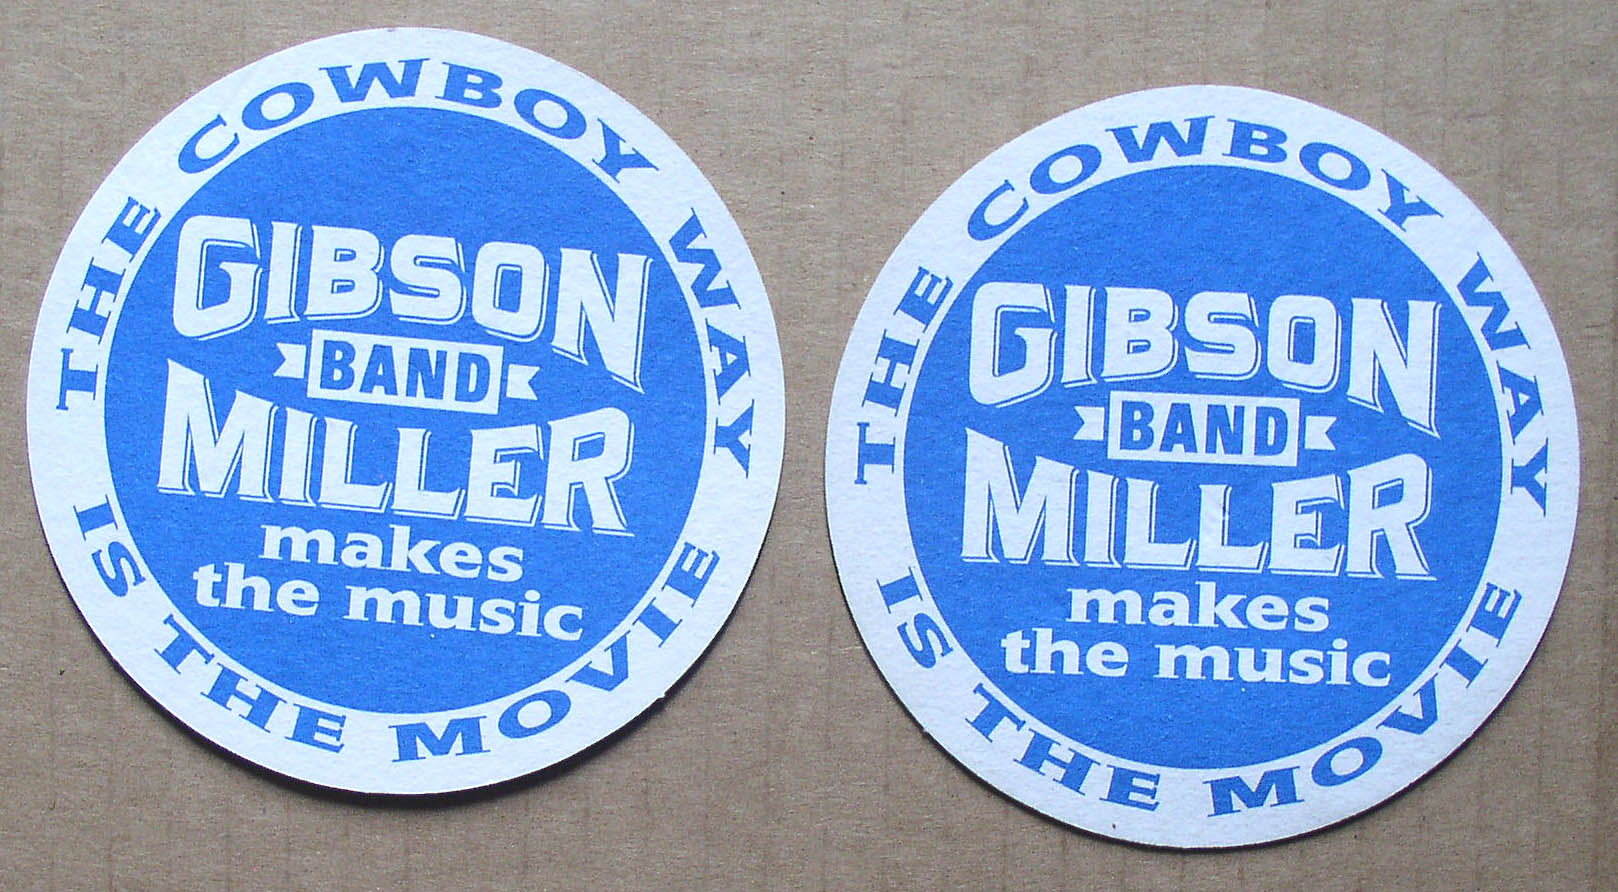 THE COWBOY WAY
GIBSON
BAND
MILLER
makes
the music
IS THE MOVIE
THE COWBOY WAY
GIBSON
BAND
MILLER
makes
the music
IS THE MOVIE